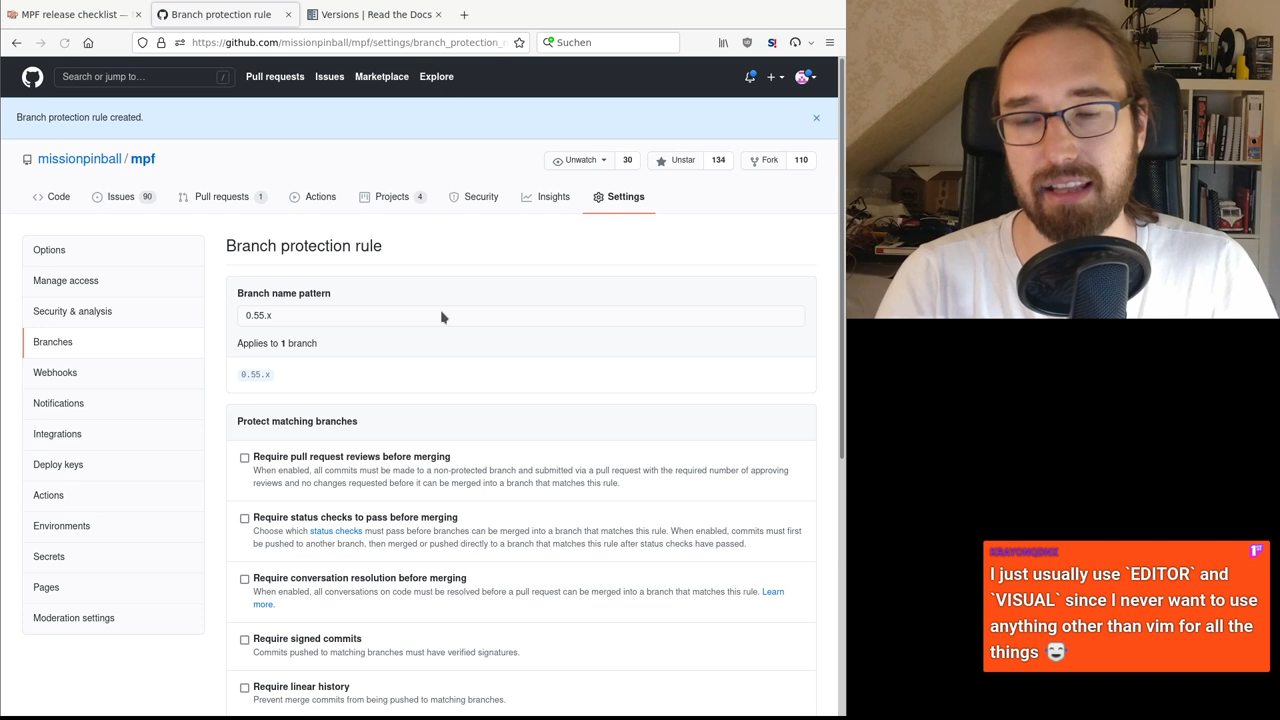 MPF release checklist —
Branch protection rule
Versions | Read the Docs
https://github.com/missionpinball/mpf/settings/branch_protection_r
Suchen
Search or jump to…
/
Pull requests
Issues
Marketplace
Explore
Branch protection rule created.
missionpinball / mpf
Unwatch
30
Unstar
134
Fork
110
Code
Issues 90
Pull requests 1
Actions
Projects 4
Security
Insights
Settings
Options
Manage access
Security & analysis
Branches
Webhooks
Notifications
Integrations
Deploy keys
Actions
Environments
Secrets
Pages
Moderation settings
Branch protection rule
Branch name pattern
0.55.x
Applies to 1 branch
0.55.x
Protect matching branches
Require pull request reviews before merging
When enabled, all commits must be made to a non-protected branch and submitted via a pull request with the required number of approving
reviews and no changes requested before it can be merged into a branch that matches this rule.
Require status checks to pass before merging
Choose which status checks must pass before branches can be merged into a branch that matches this rule. When enabled, commits must first
be pushed to another branch, then merged or pushed directly to a branch that matches this rule after status checks have passed.
Require conversation resolution before merging
When enabled, all conversations on code must be resolved before a pull request can be merged into a branch that matches this rule. Learn
more.
Require signed commits
Commits pushed to matching branches must have verified signatures.
Require linear history
Prevent merge commits from being pushed to matching branches.
1st
I just usually use `EDITOR` and
`VISUAL` since I never want to use
anything other than vim for all the
things